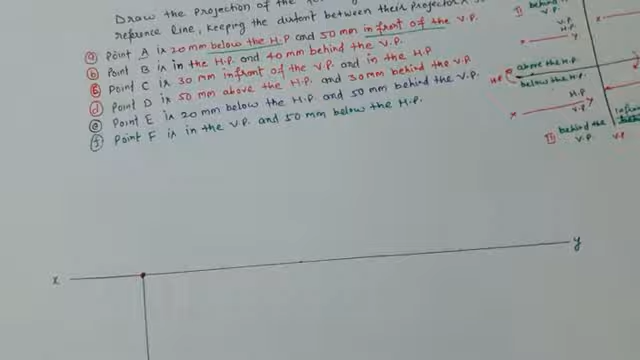 Draw the projection of the
reference line, keeping the distant between their projectors
(a) Point A is 20 mm below the H.P and 50 mm in front of the V.P.
(b) Point B is in the H.P. and 40 mm behind the V.P.
(c) Point C is 30 mm infront of the V.P. and in the H.P
(d) Point D is 50 mm above the H.P. and 30 mm behind the V.P
(e) Point E is 20 mm below the H.P. and 50 mm behind the V.P.
(f) Point F is in the V.P. and 50 mm below the H.P.
II behind
V.P.
V.P.
H.P.
x y
x
above the H.P.
H.P
below the H.P.
H.P.
V.P.
x y
III behind the
V.P.
V.P
x y